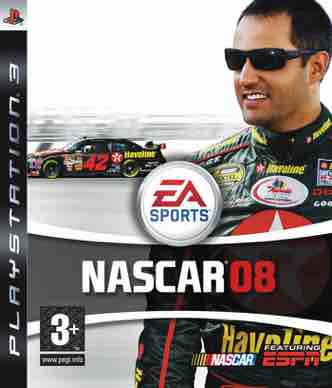 PLAYSTATION 3
42 Havoline
Havoline
EA
SPORTS
NASCAR 08
3+
www.pegi.info
Havoline
NASCAR
FEATURING
ESPN